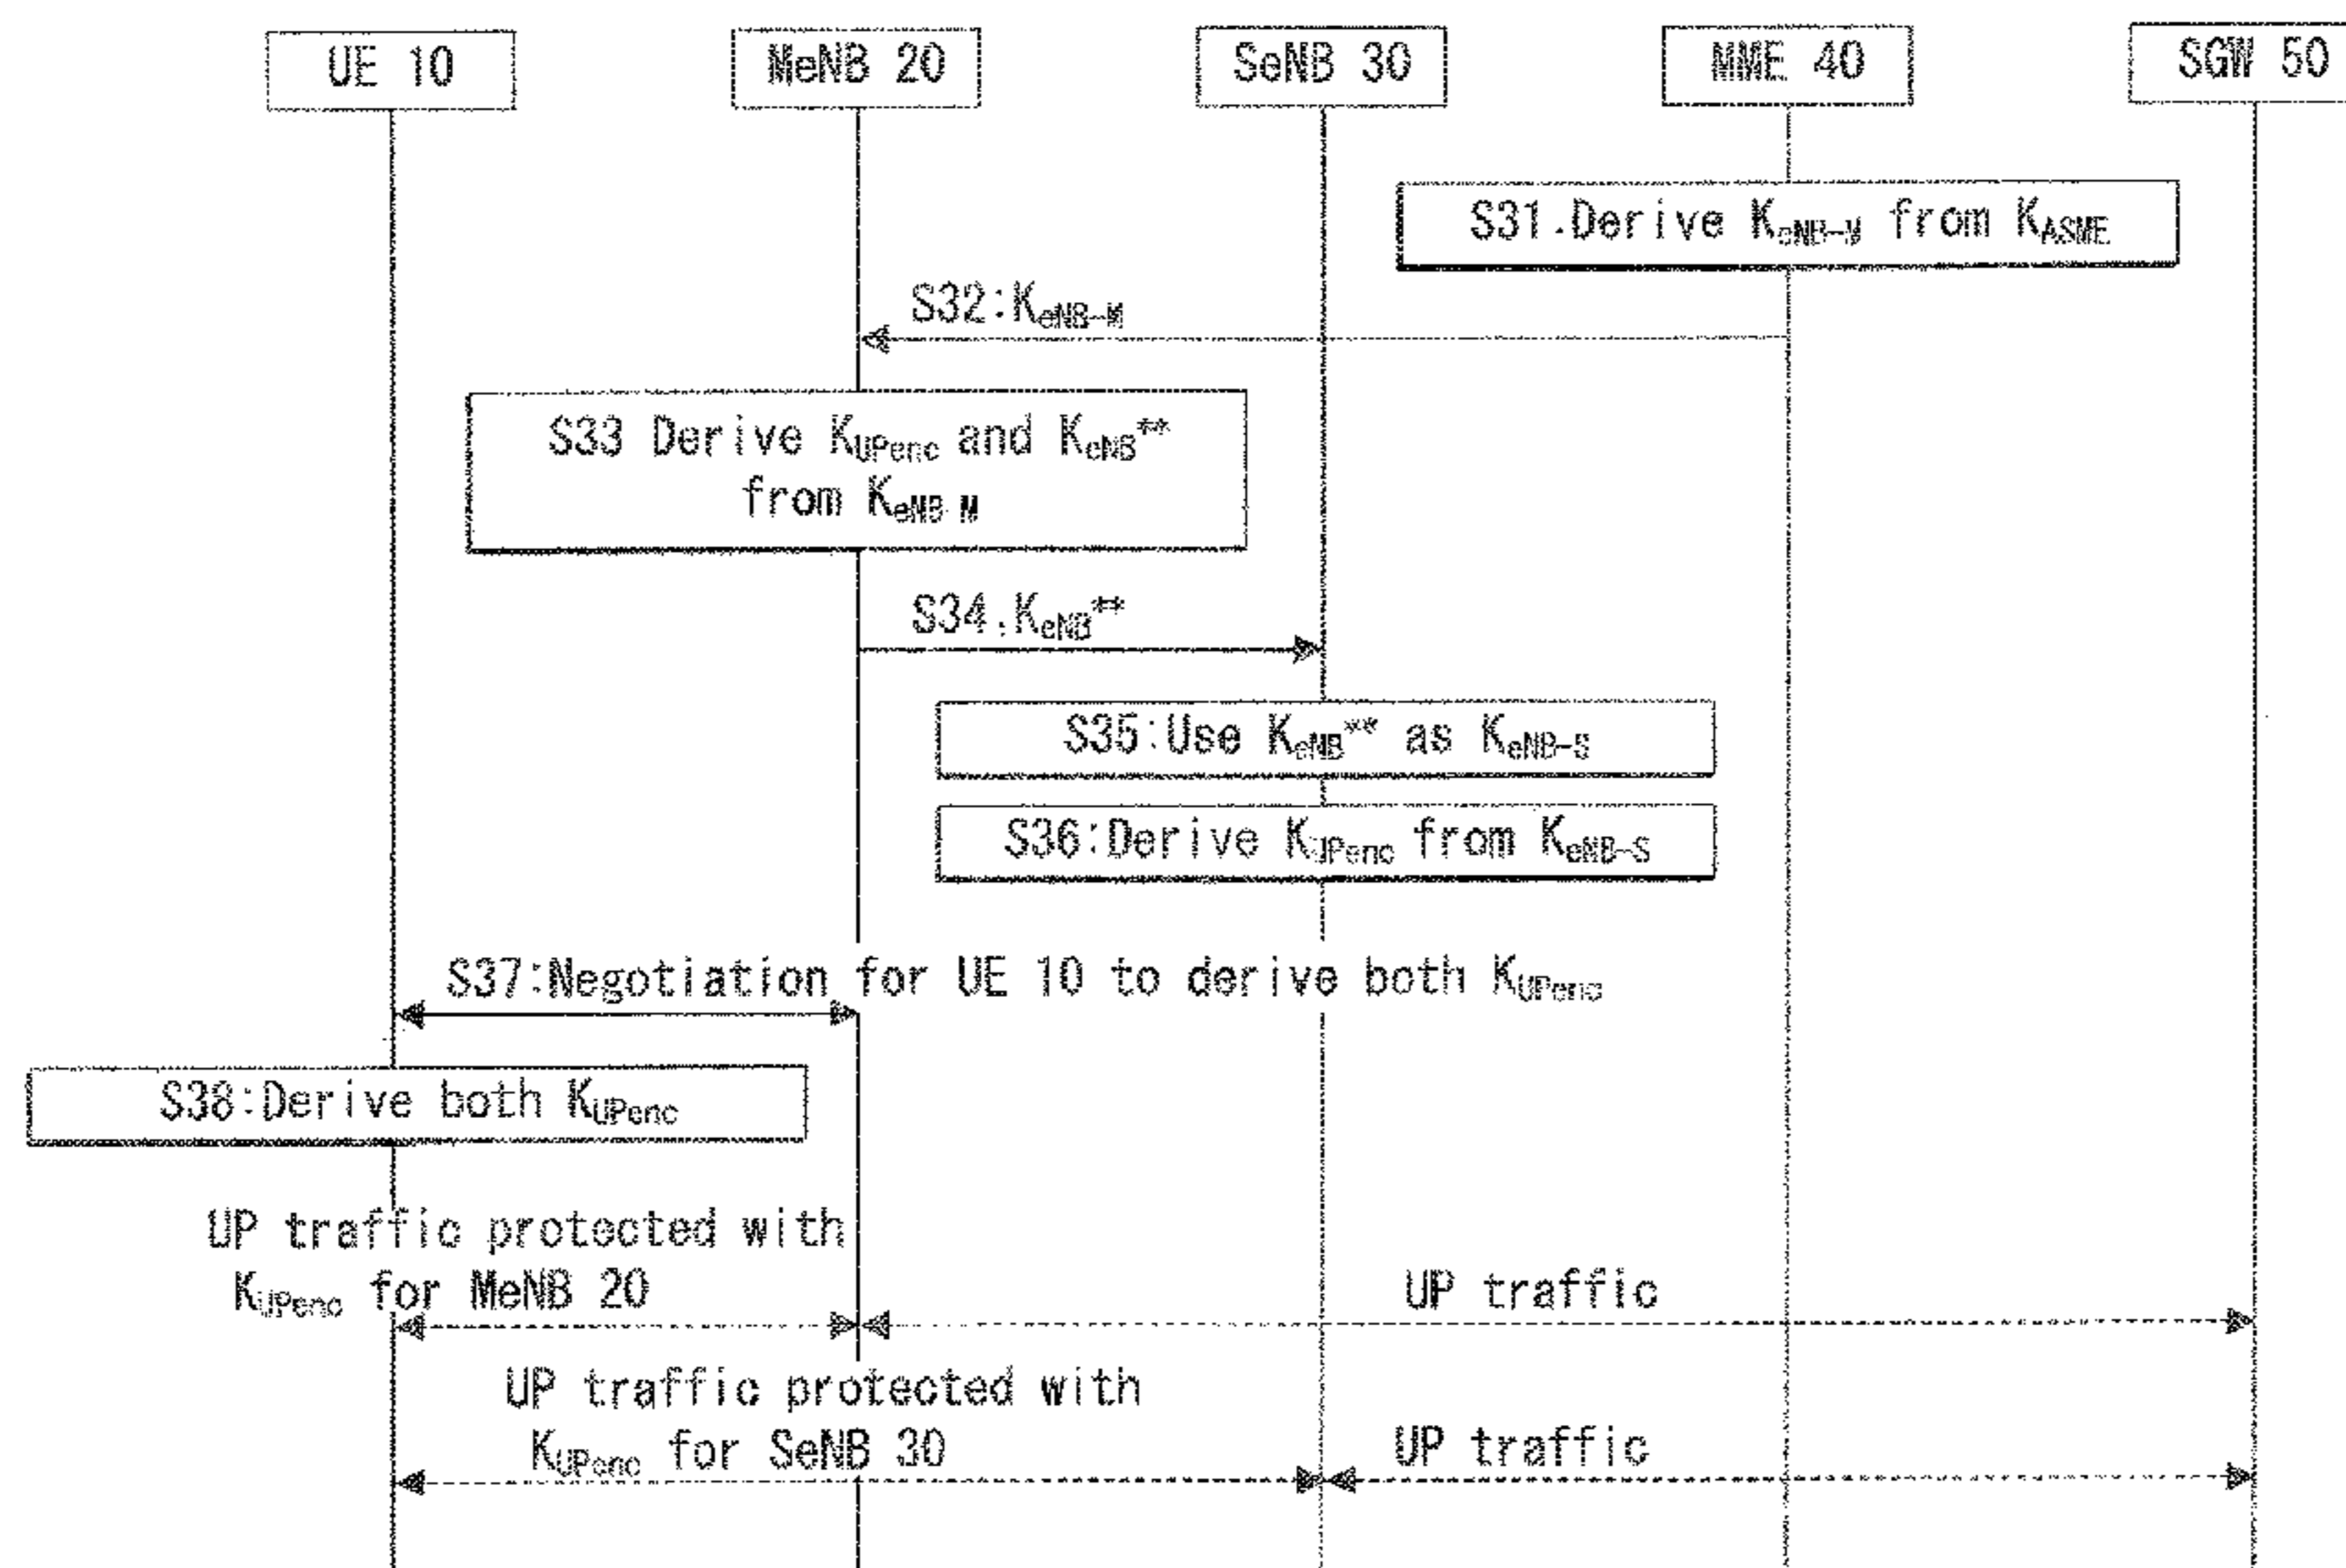 UE 10
MeNB 20
SeNB 30
MME 40
SGW 50
S31.Derive KeNB-M from KASME
S32:KeNB-M
S33 Derive KUPenc and KeNB**
from KeNB-M
S34.KeNB**
S35:Use KeNB** as KeNB-S
S36:Derive KUPenc from KeNB-S
S37:Negotiation for UE 10 to derive both KUPenc
S38:Derive both KUPenc
UP traffic protected with
KUPenc for MeNB 20
UP traffic
UP traffic protected with
KUPenc for SeNB 30
UP traffic